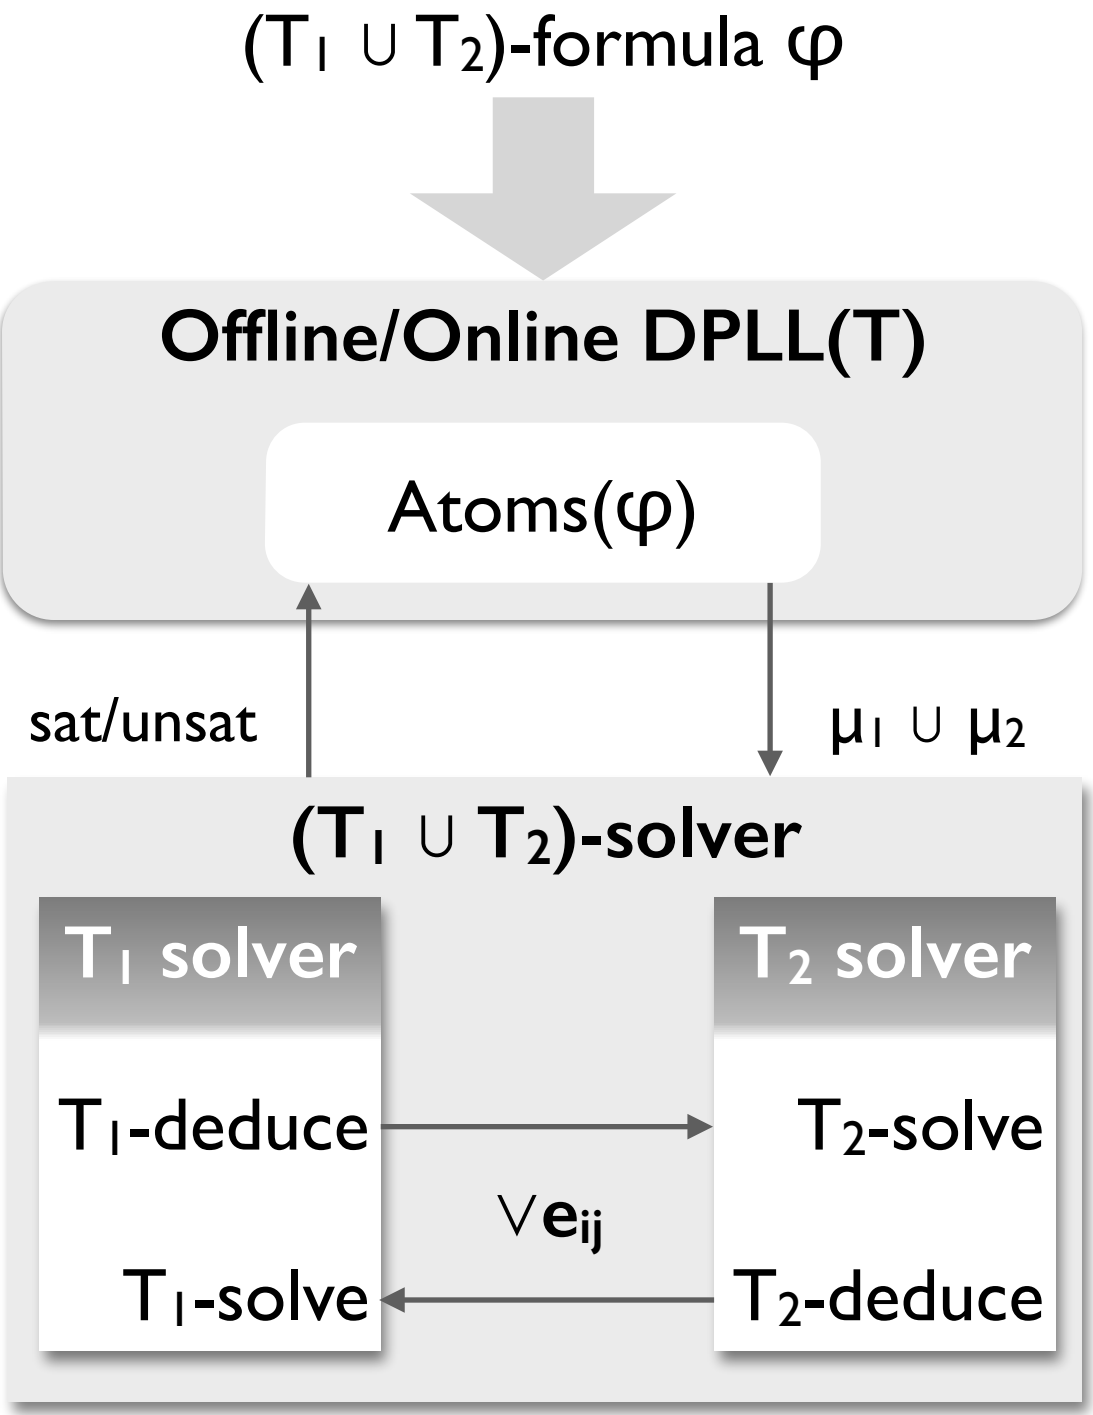 (T₁ ∪ T₂)-formula φ
Offline/Online DPLL(T)
Atoms(φ)
sat/unsat
μ₁ ∪ μ₂
(T₁ ∪ T₂)-solver
T₁ solver
T₂ solver
T₁-deduce
T₂-solve
∨eᵢⱼ
T₁-solve
T₂-deduce